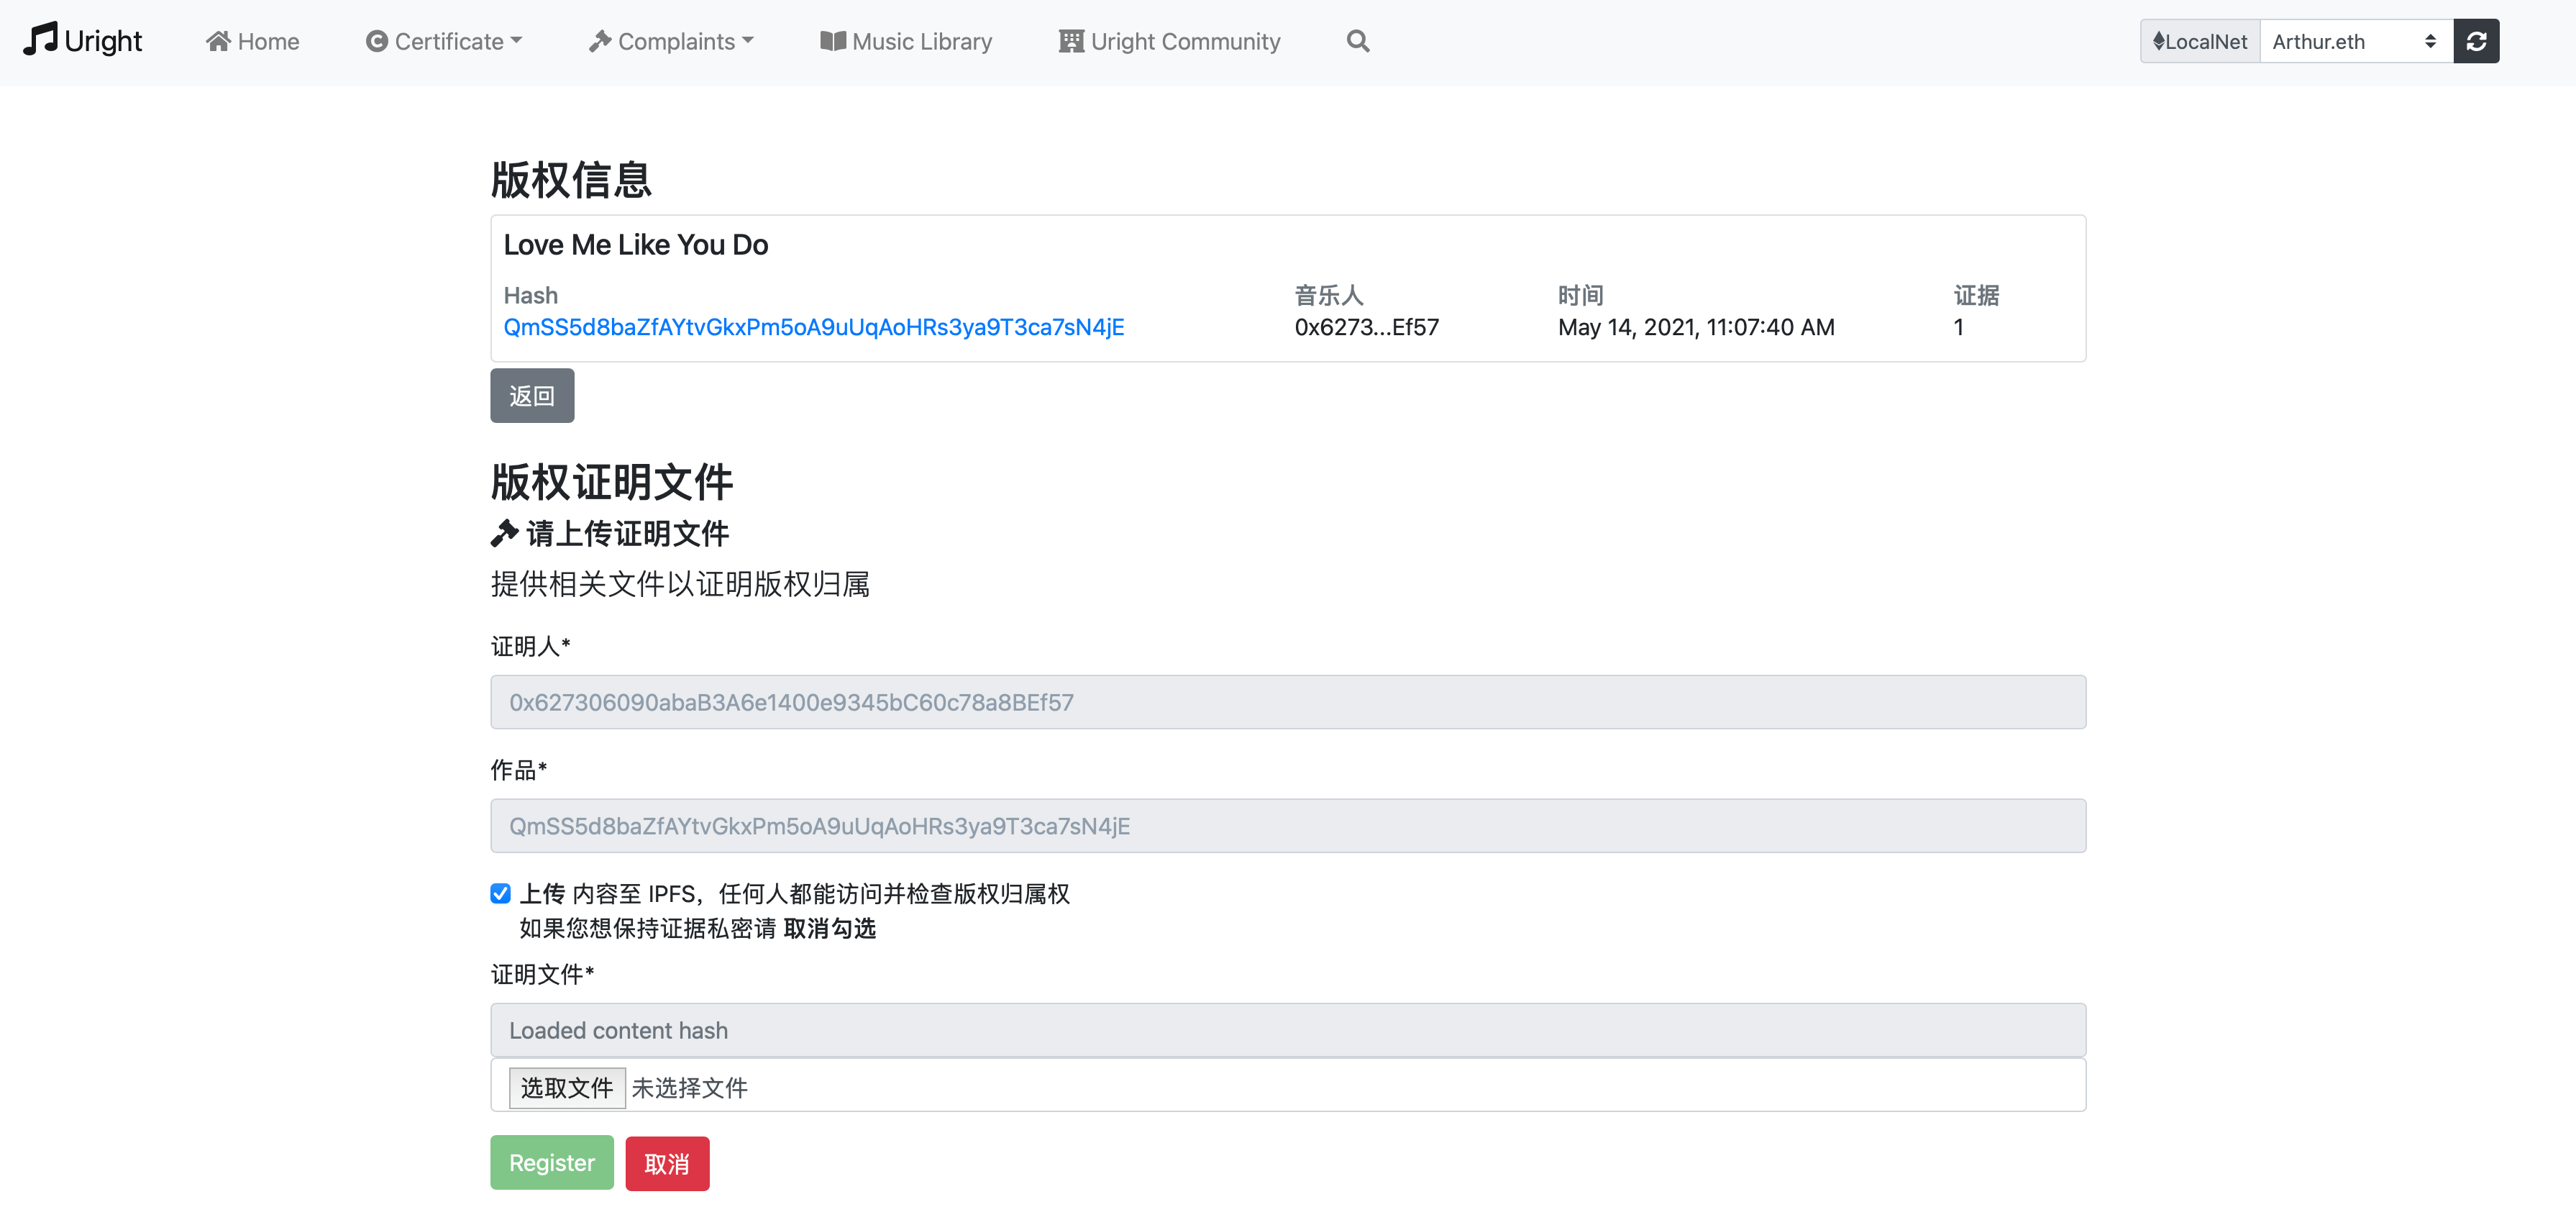 Uright Home Certificate Complaints Music Library Uright Community LocalNet Arthur.eth
版权信息
Love Me Like You Do
Hash 音乐人 时间 证据
QmSS5d8baZfAYtvGkxPm5oA9uUqAoHRs3ya9T3ca7sN4jE 0x6273...Ef57 May 14, 2021, 11:07:40 AM 1
返回
版权证明文件
请上传证明文件
提供相关文件以证明版权归属
证明人*
0x627306090abaB3A6e1400e9345bC60c78a8BEf57
作品*
QmSS5d8baZfAYtvGkxPm5oA9uUqAoHRs3ya9T3ca7sN4jE
上传 内容至 IPFS，任何人都能访问并检查版权归属权
如果您想保持证据私密请 取消勾选
证明文件*
Loaded content hash
选取文件 未选择文件
Register 取消